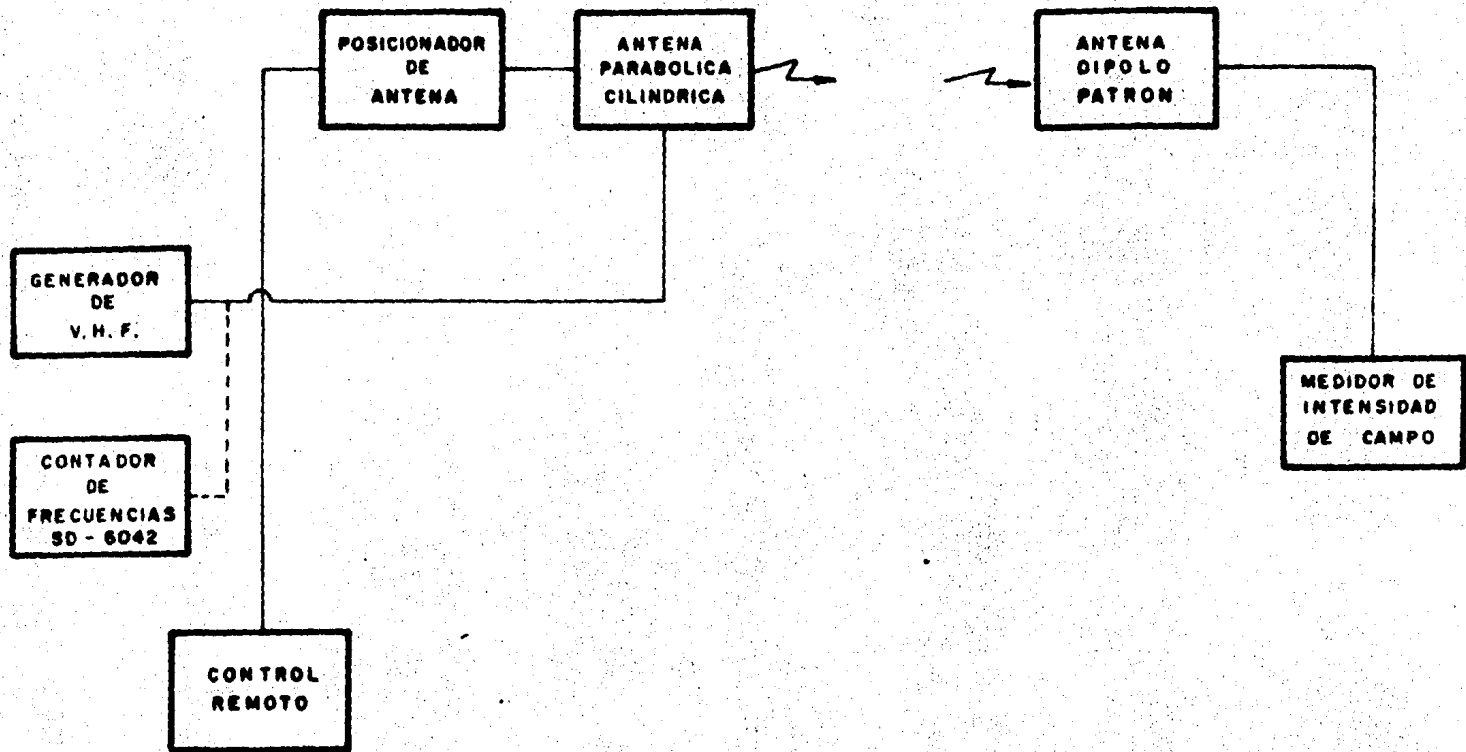 POSICIONADOR
DE
ANTENA
ANTENA
PARABOLICA
CILINDRICA
ANTENA
DIPOLO
PATRON
GENERADOR
DE
V. H. F.
MEDIDOR DE
INTENSIDAD
DE CAMPO
CONTADOR
DE
FRECUENCIAS
SD - 6042
CONTROL
REMOTO